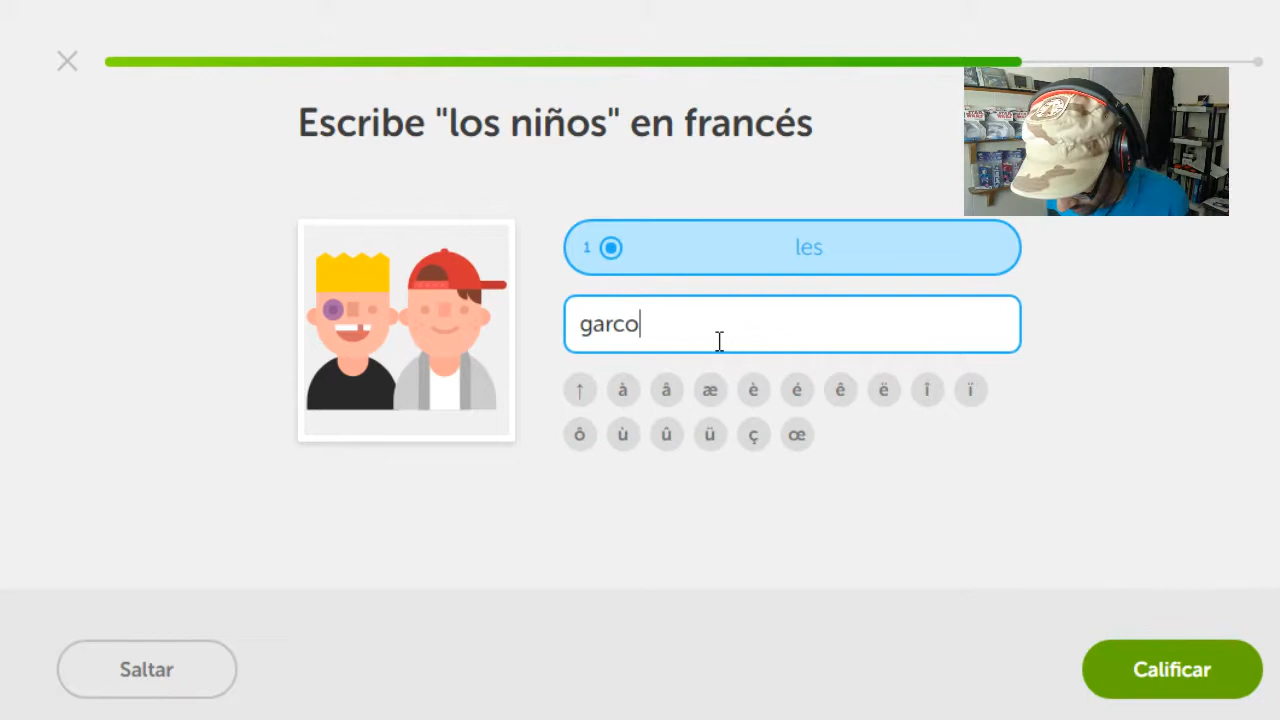 Escribe "los niños" en francés
1 les
garco
↑ à â æ è é ê ë î ï
ô ù û ü ç œ
Saltar
Calificar